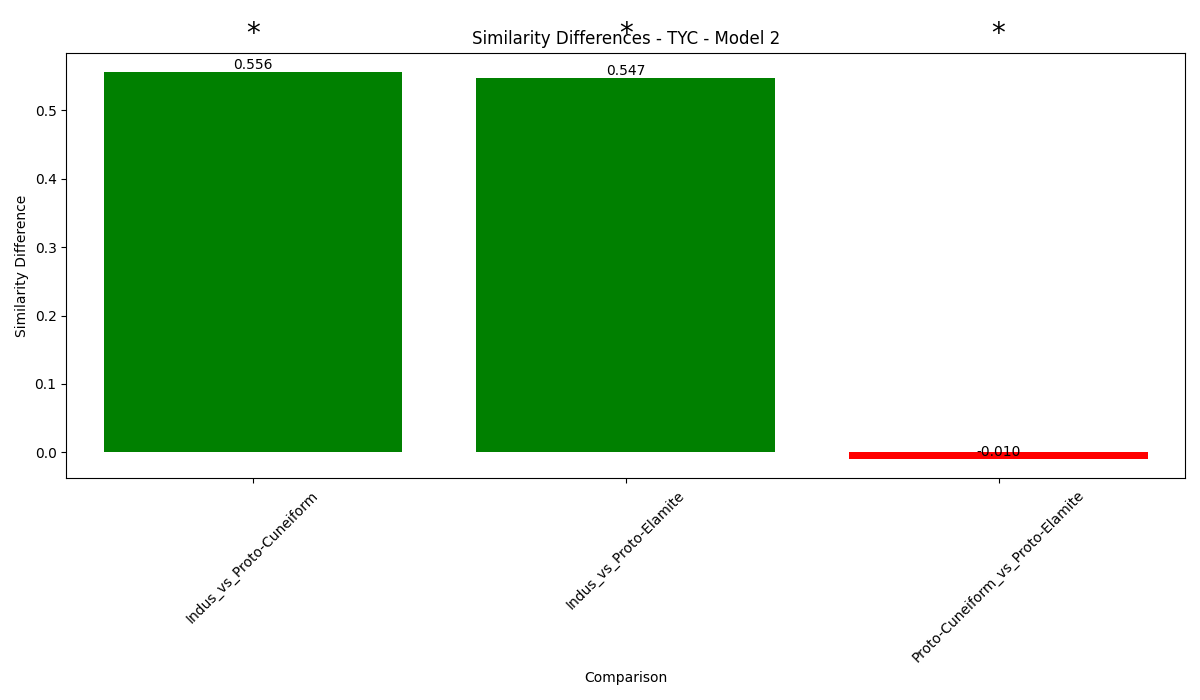 * * *
Similarity Differences - TYC - Model 2
0.556
0.547
-0.010
Similarity Difference
0.5
0.4
0.3
0.2
0.1
0.0
Indus_vs_Proto-Cuneiform
Indus_vs_Proto-Elamite
Proto-Cuneiform_vs_Proto-Elamite
Comparison